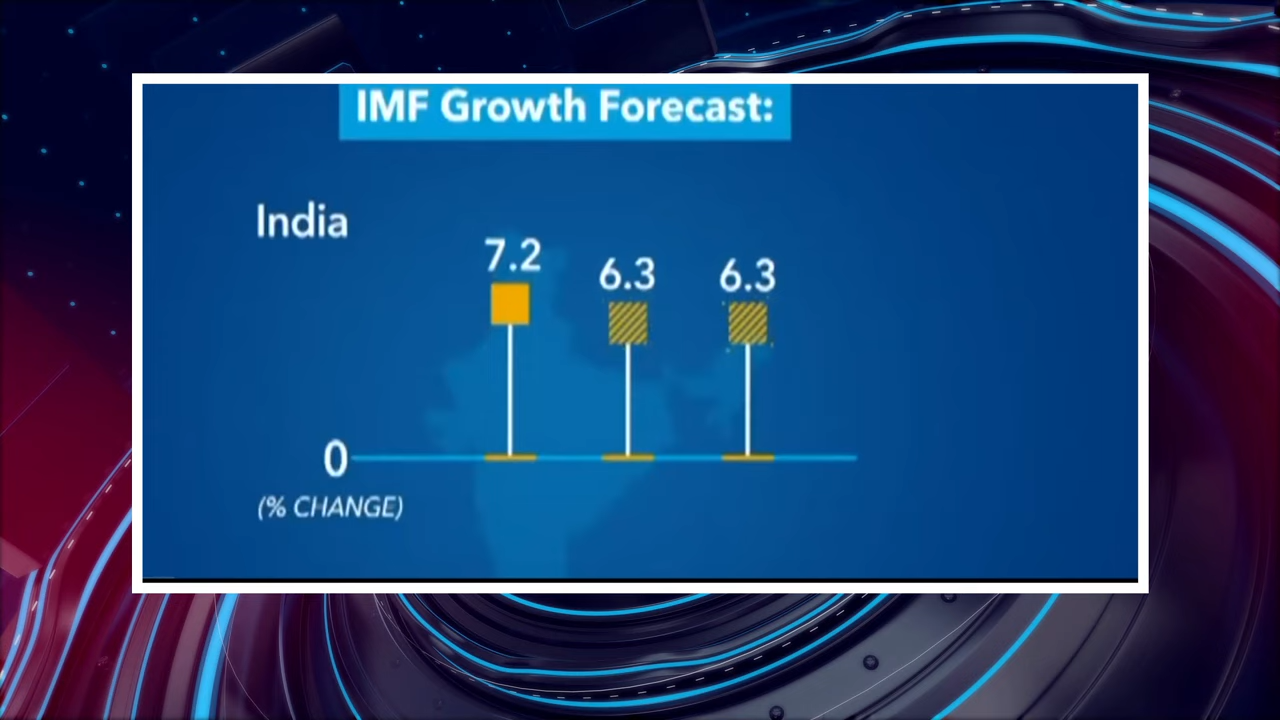 IMF Growth Forecast:
India
7.2
6.3
6.3
0
(% CHANGE)